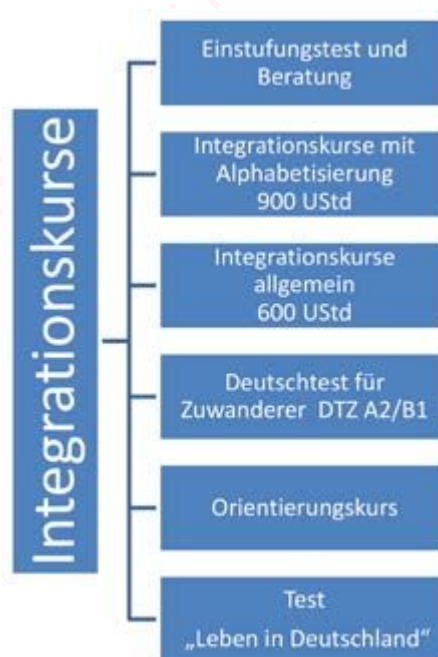 Integrationskurse
Einstufungstest und
Beratung
Integrationskurse mit
Alphabetisierung
900 UStd
Integrationskurse
allgemein
600 UStd
Deutschtest für
Zuwanderer DTZ A2/B1
Orientierungskurs
Test
„Leben in Deutschland“